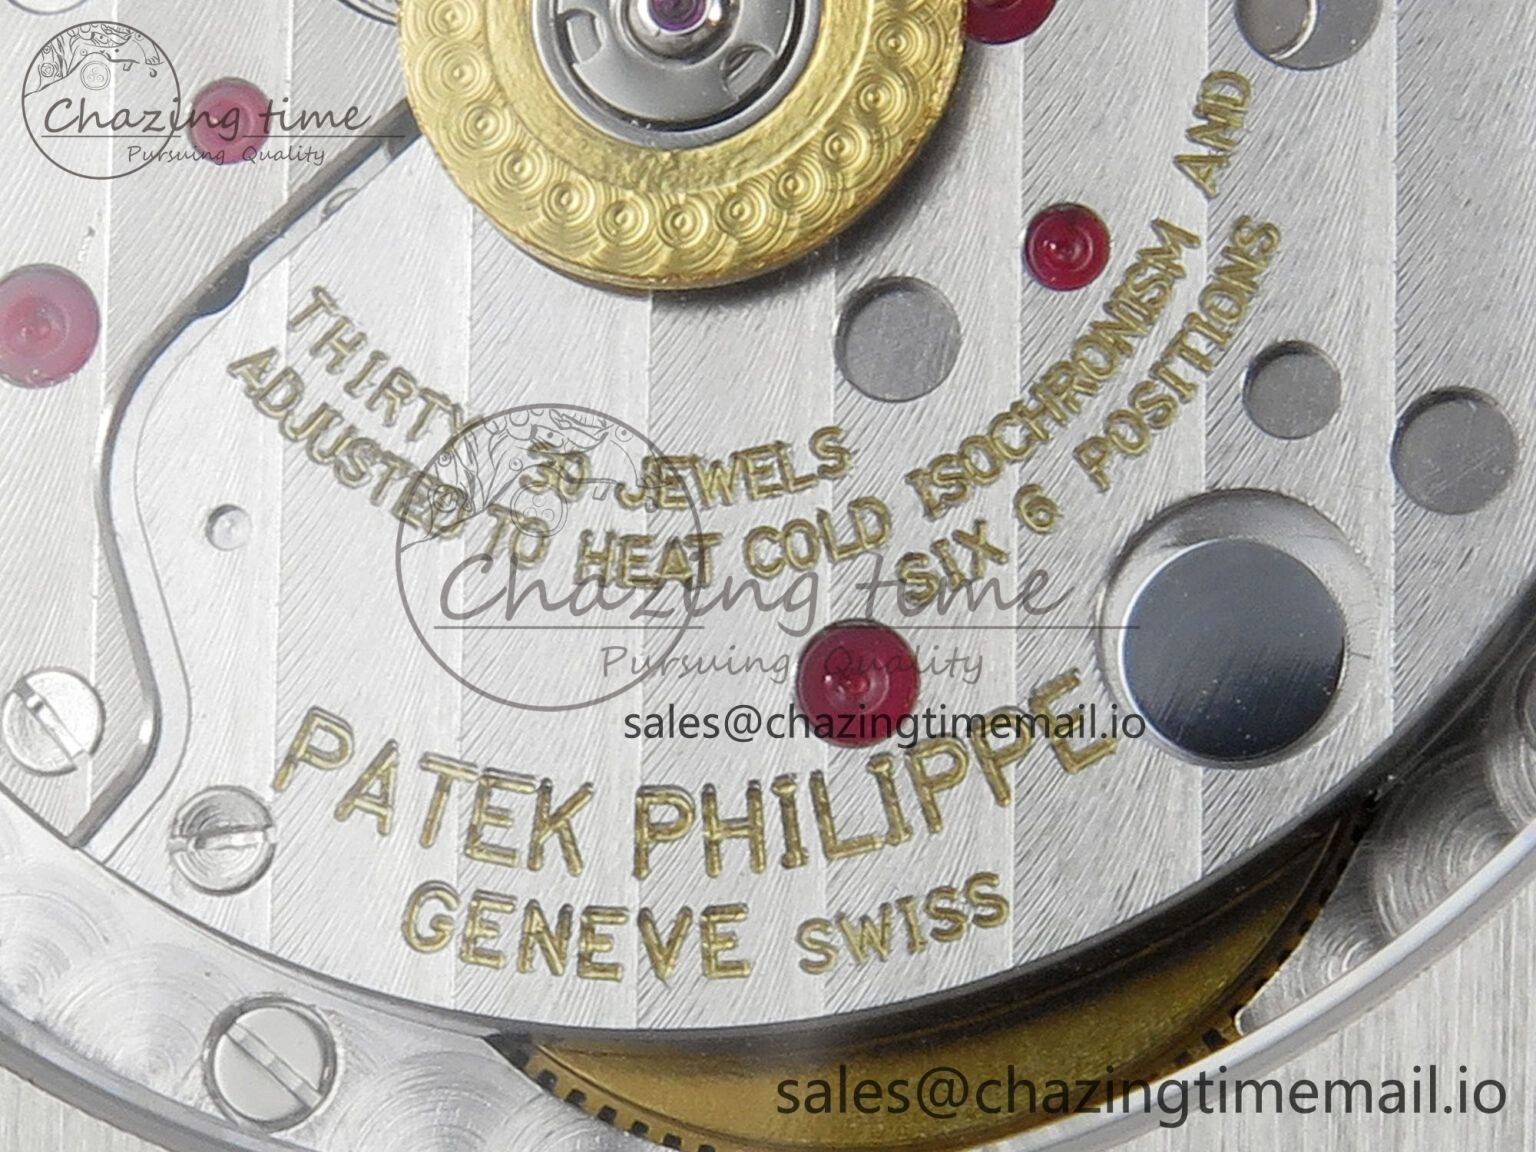 Chazing time
Pursuing Quality
AND
THIRTY 30 JEWELS
ADJUSTED TO HEAT COLD ISOCHRONISM
SIX 6 POSITIONS
Chazing time
Pursuing Quality
sales@chazingtimemail.io
PATEK PHILIPPE
GENEVE SWISS
sales@chazingtimemail.io